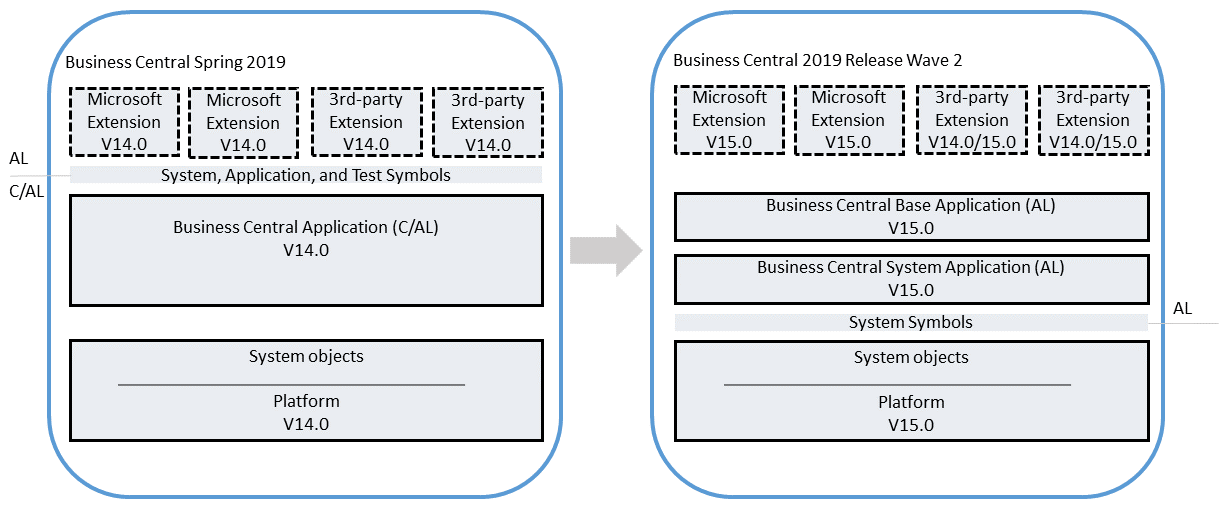 Business Central Spring 2019
Microsoft
Extension
V14.0
Microsoft
Extension
V14.0
3rd-party
Extension
V14.0
3rd-party
Extension
V14.0
AL
C/AL
System, Application, and Test Symbols
Business Central Application (C/AL)
V14.0
System objects
Platform
V14.0
Business Central 2019 Release Wave 2
Microsoft
Extension
V15.0
Microsoft
Extension
V15.0
3rd-party
Extension
V14.0/15.0
3rd-party
Extension
V14.0/15.0
Business Central Base Application (AL)
V15.0
Business Central System Application (AL)
V15.0
AL
System Symbols
System objects
Platform
V15.0